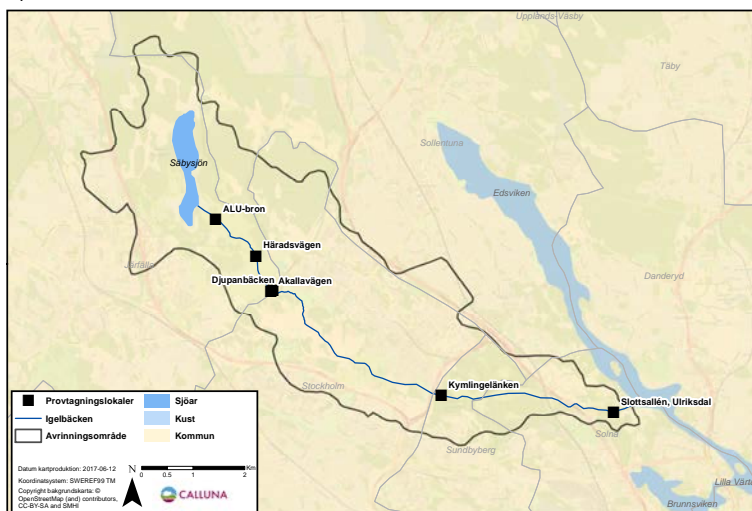 Upplands-Väsby
Täby
Sollentuna
Säbysjön
Edsviken
ALU-bron
Häradsvägen
Järfälla
Djupanbäcken
Akallavägen
Danderyd
Stockholm
Kymlingelänken
Slottsallén, Ulriksdal
Solna
Sundbyberg
Lilla Värta
Brunnsviken
Provtagningslokaler
Sjöar
Igelbäcken
Kust
Avrinningsområde
Kommun
Datum kartproduktion: 2017-06-12
Koordinatsystem: SWEREF99 TM
Copyright bakgrundskarta: ©
OpenStreetMap (and) contributors,
CC-BY-SA and SMHI
N
0 0.5 1 2 Km
CALLUNA